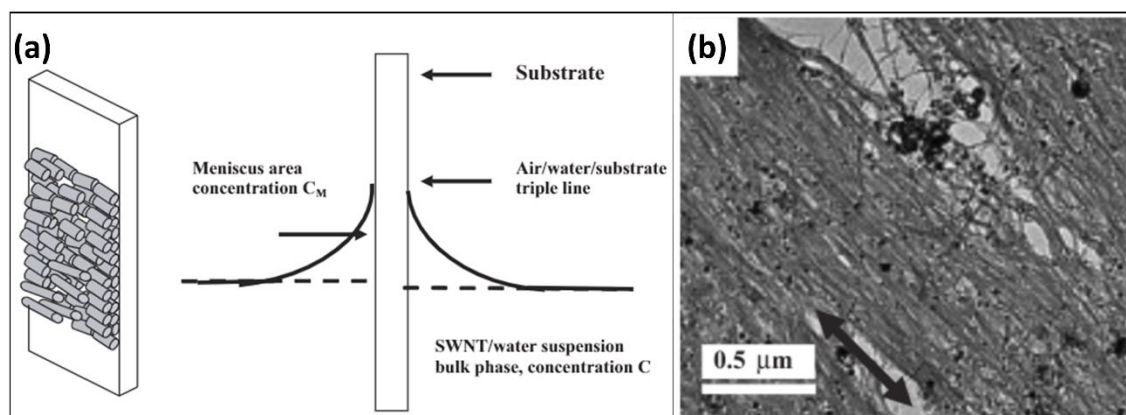 (a)
Substrate
Meniscus area
concentration C_M
Air/water/substrate
triple line
SWNT/water suspension
bulk phase, concentration C
(b)
0.5 μm